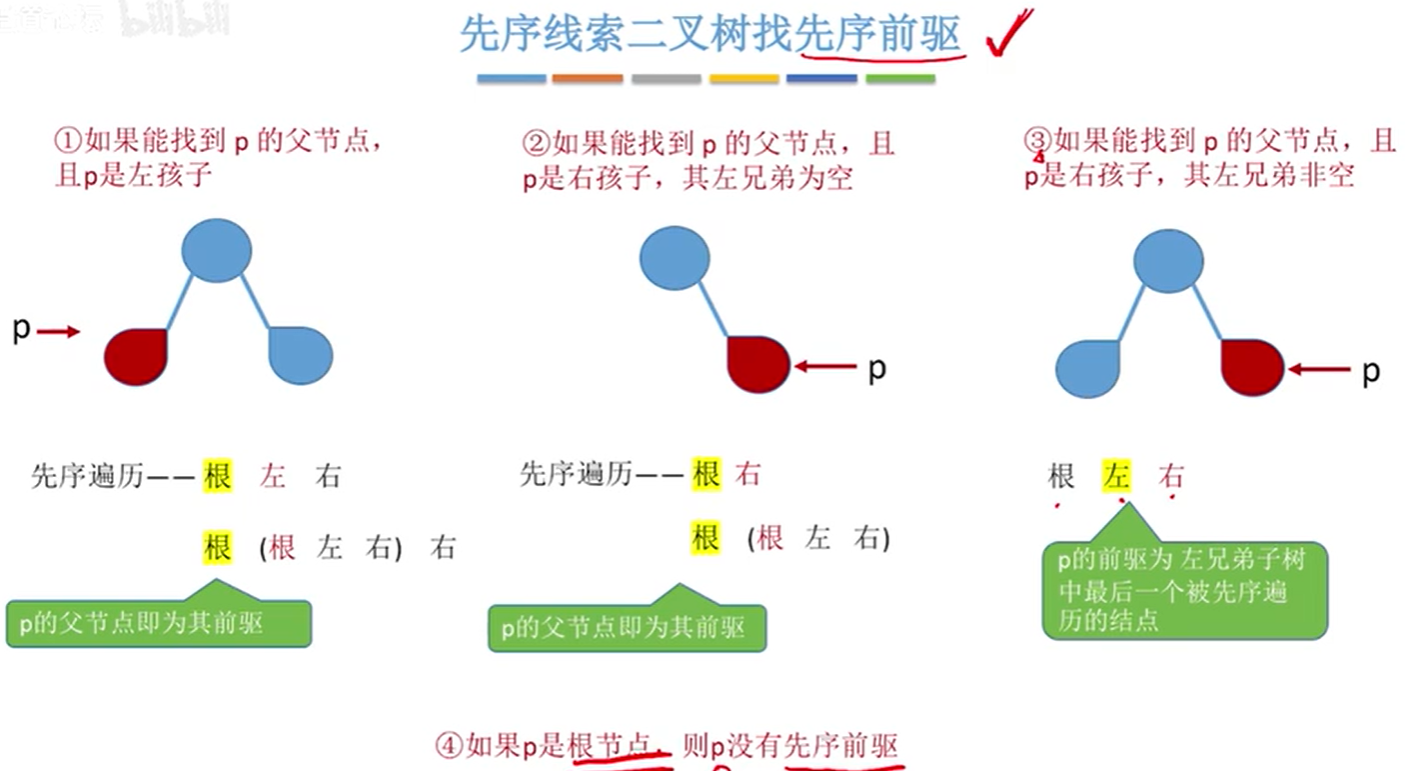 bilibili
先序线索二叉树找先序前驱
①如果能找到 p 的父节点，
且p是左孩子
p
先序遍历—— 根 左 右
根 (根 左 右) 右
p的父节点即为其前驱
②如果能找到 p 的父节点，且
p是右孩子，其左兄弟为空
p
先序遍历—— 根 右
根 (根 左 右)
p的父节点即为其前驱
③如果能找到 p 的父节点，且
p是右孩子，其左兄弟非空
p
根 左 右
p的前驱为 左兄弟子树
中最后一个被先序遍
历的结点
④如果p是根节点，则p没有先序前驱